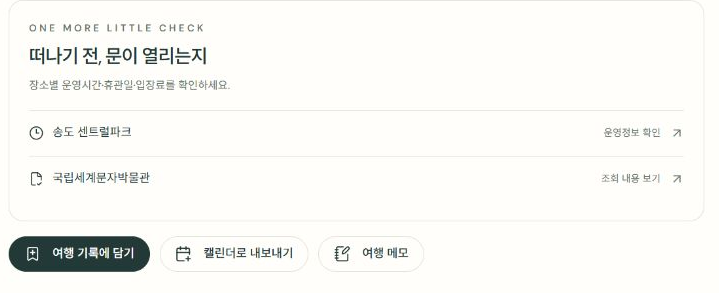 ONE MORE LITTLE CHECK
떠나기 전, 문이 열리는지
장소별 운영시간·휴관일·입장료를 확인하세요.
송도 센트럴파크 운영정보 확인
국립세계문자박물관 조회 내용 보기
여행 기록에 담기 캘린더로 내보내기 여행 메모